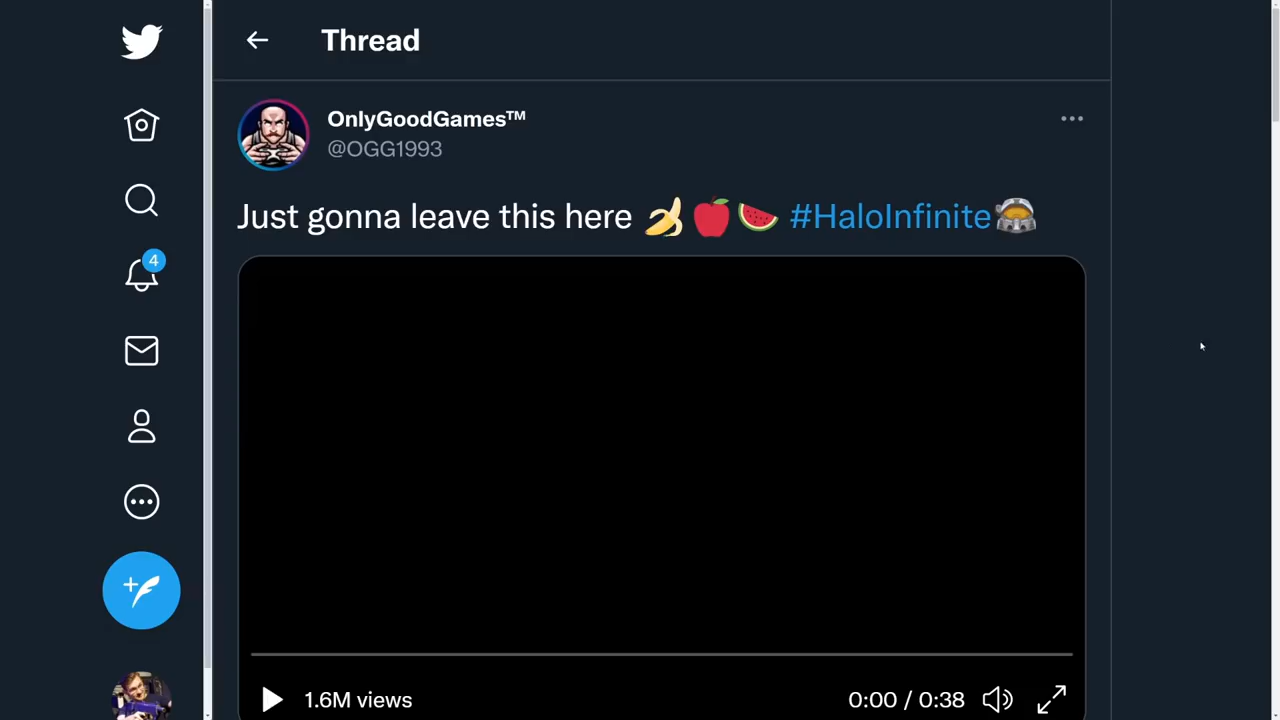 Thread
OnlyGoodGames™
@OGG1993
Just gonna leave this here 🍌🍎🍉 #HaloInfinite
4
1.6M views
0:00 / 0:38